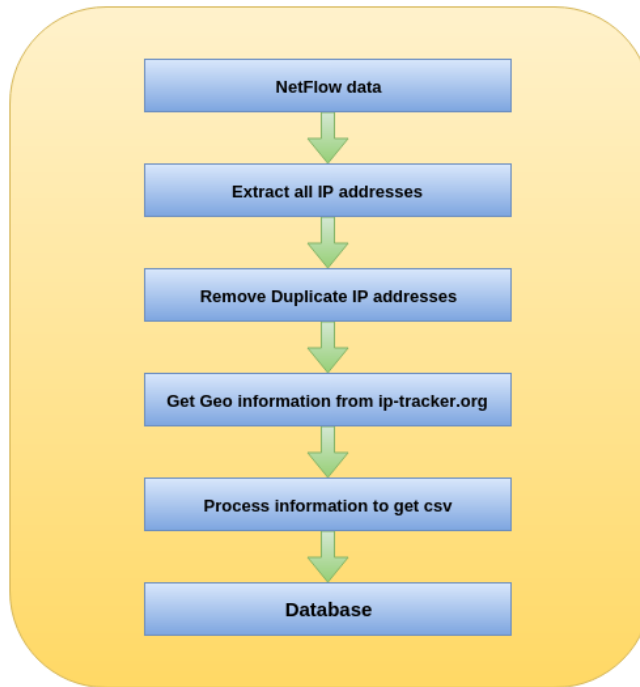 NetFlow data
Extract all IP addresses
Remove Duplicate IP addresses
Get Geo information from ip-tracker.org
Process information to get csv
Database